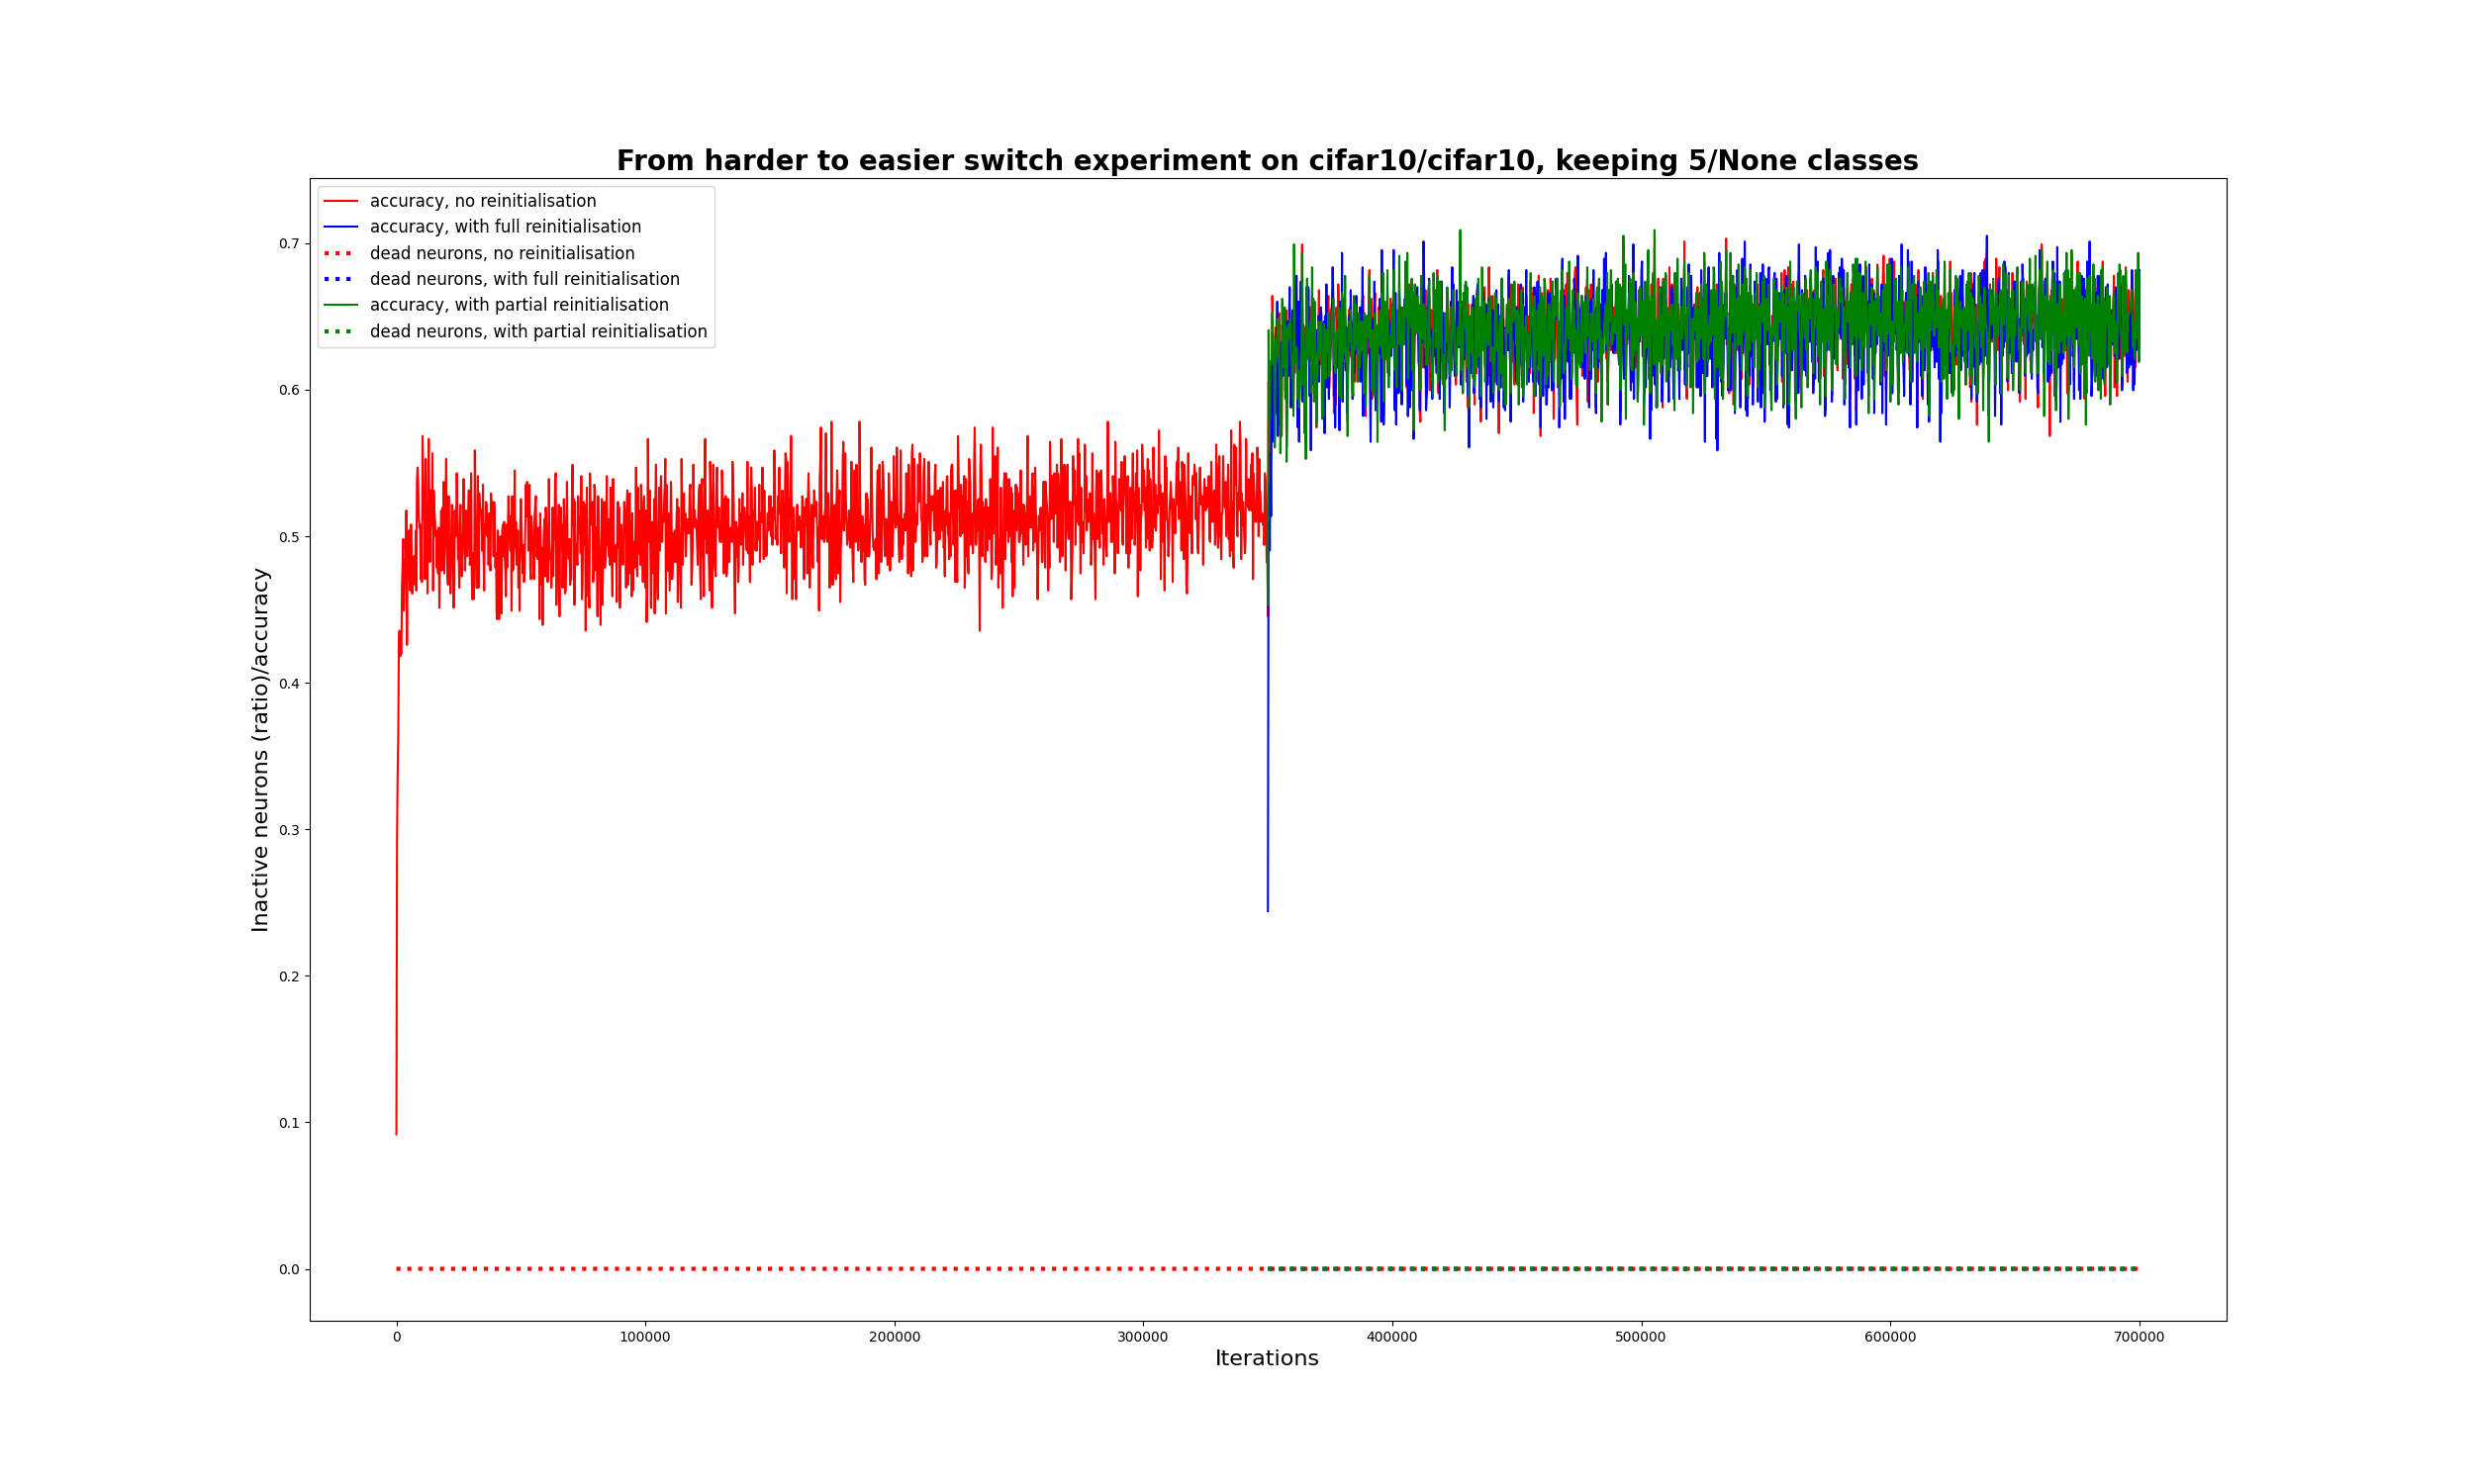 From harder to easier switch experiment on cifar10/cifar10, keeping 5/None classes
accuracy, no reinitialisation
accuracy, with full reinitialisation
dead neurons, no reinitialisation
dead neurons, with full reinitialisation
accuracy, with partial reinitialisation
dead neurons, with partial reinitialisation
Inactive neurons (ratio)/accuracy
0.7
0.6
0.5
0.4
0.3
0.2
0.1
0.0
0 100000 200000 300000 400000 500000 600000 700000
Iterations